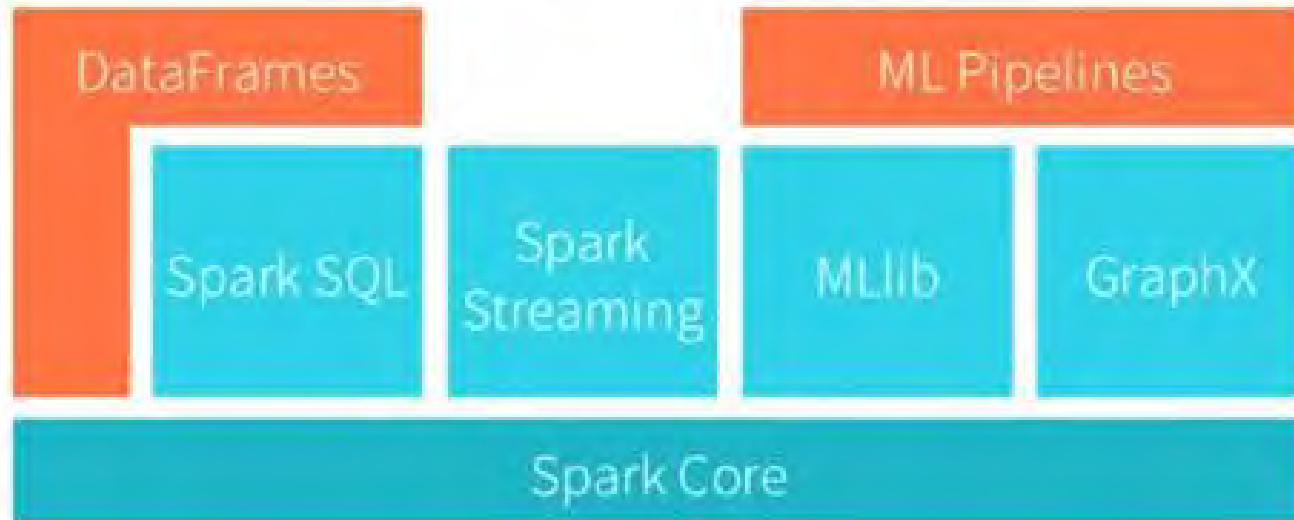 DataFrames
ML Pipelines
Spark SQL
Spark
Streaming
MLlib
GraphX
Spark Core